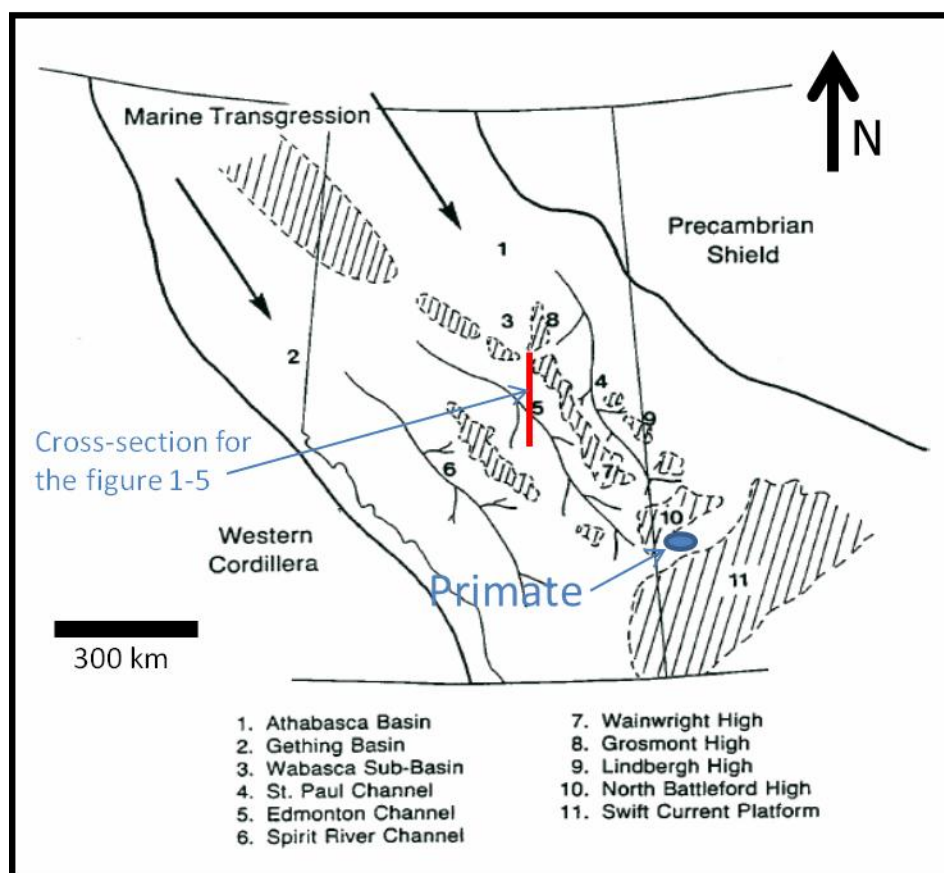 Marine Transgression
N
Precambrian
Shield
1
3
8
2
4
5
9
Cross-section for
the figure 1-5
6
7
10
Western
Cordillera
Primate
11
300 km
1. Athabasca Basin
2. Gething Basin
3. Wabasca Sub-Basin
4. St. Paul Channel
5. Edmonton Channel
6. Spirit River Channel
7. Wainwright High
8. Grosmont High
9. Lindbergh High
10. North Battleford High
11. Swift Current Platform